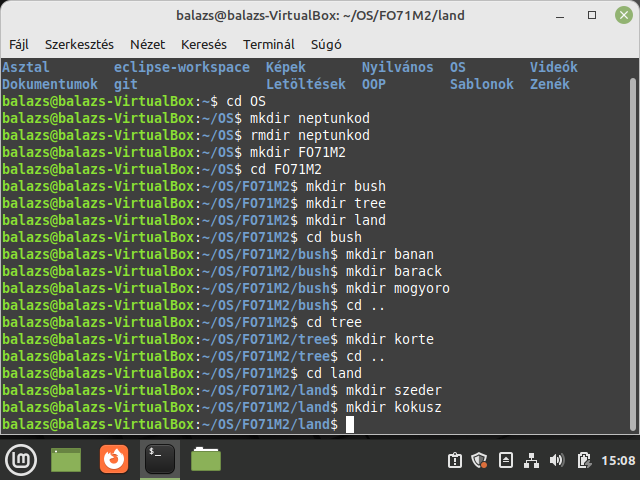 balazs@balazs-VirtualBox: ~/OS/FO71M2/land
Fájl Szerkesztés Nézet Keresés Terminál Súgó
Asztal eclipse-workspace Képek Nyilvános OS Videók
Dokumentumok git Letöltések OOP Sablonok Zenék
balazs@balazs-VirtualBox:~$ cd OS
balazs@balazs-VirtualBox:~/OS$ mkdir neptunkod
balazs@balazs-VirtualBox:~/OS$ rmdir neptunkod
balazs@balazs-VirtualBox:~/OS$ mkdir FO71M2
balazs@balazs-VirtualBox:~/OS$ cd FO71M2
balazs@balazs-VirtualBox:~/OS/FO71M2$ mkdir bush
balazs@balazs-VirtualBox:~/OS/FO71M2$ mkdir tree
balazs@balazs-VirtualBox:~/OS/FO71M2$ mkdir land
balazs@balazs-VirtualBox:~/OS/FO71M2$ cd bush
balazs@balazs-VirtualBox:~/OS/FO71M2/bush$ mkdir banan
balazs@balazs-VirtualBox:~/OS/FO71M2/bush$ mkdir barack
balazs@balazs-VirtualBox:~/OS/FO71M2/bush$ mkdir mogyoro
balazs@balazs-VirtualBox:~/OS/FO71M2/bush$ cd ..
balazs@balazs-VirtualBox:~/OS/FO71M2$ cd tree
balazs@balazs-VirtualBox:~/OS/FO71M2/tree$ mkdir korte
balazs@balazs-VirtualBox:~/OS/FO71M2/tree$ cd ..
balazs@balazs-VirtualBox:~/OS/FO71M2$ cd land
balazs@balazs-VirtualBox:~/OS/FO71M2/land$ mkdir szeder
balazs@balazs-VirtualBox:~/OS/FO71M2/land$ mkdir kokusz
balazs@balazs-VirtualBox:~/OS/FO71M2/land$
15:08